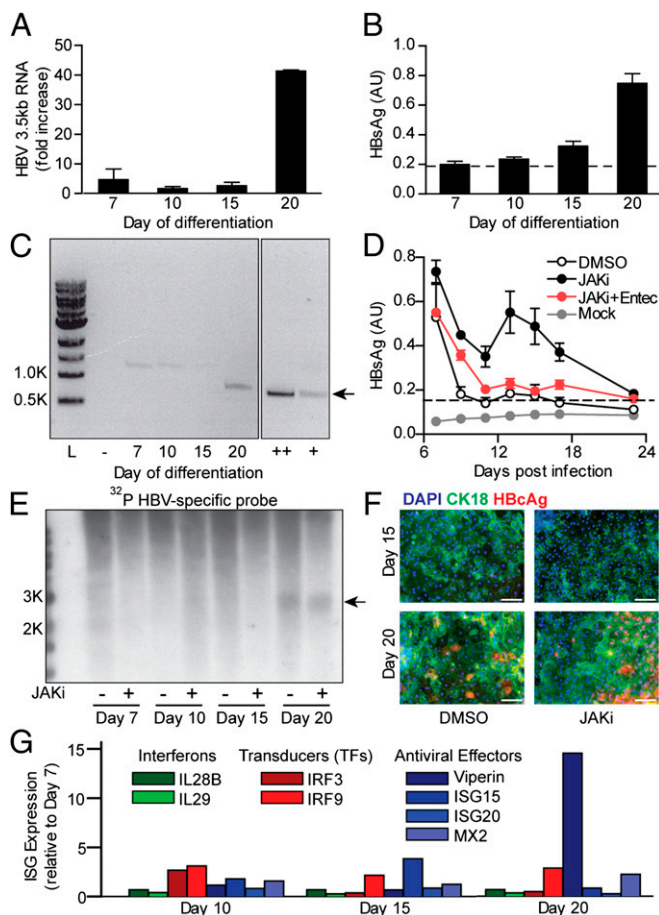 A
HBV 3.5kb RNA
(fold increase)
50
40
30
20
10
0
7 10 15 20
Day of differentiation
B
HBsAg (AU)
1.0
0.8
0.6
0.4
0.2
0.0
7 10 15 20
Day of differentiation
C
1.0K
0.5K
L - 7 10 15 20 ++ +
Day of differentiation
D
HBsAg (AU)
0.8
0.6
0.4
0.2
0.0
DMSO
JAKi
JAKi+Entec
Mock
6 12 18 24
Days post infection
E
32P HBV-specific probe
3K
2K
JAKi - + - + - + - +
Day 7 Day 10 Day 15 Day 20
F
DAPI CK18 HBcAg
Day 15
Day 20
DMSO JAKi
G
ISG Expression
(relative to Day 7)
15
10
5
0
Interferons
IL28B
IL29
Transducers (TFs)
IRF3
IRF9
Antiviral Effectors
Viperin
ISG15
ISG20
MX2
Day 10 Day 15 Day 20